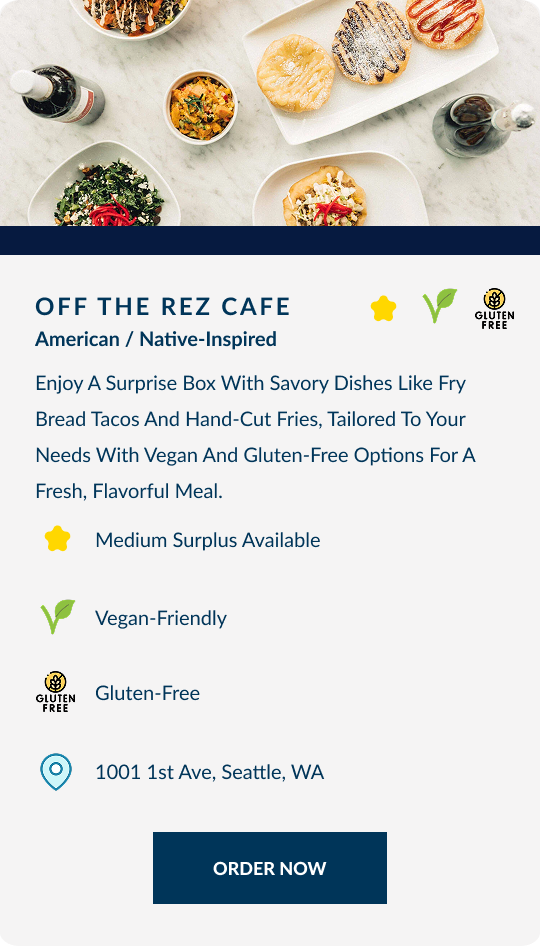 OFF THE REZ CAFE
GLUTEN
FREE
American / Native-Inspired
Enjoy A Surprise Box With Savory Dishes Like Fry
Bread Tacos And Hand-Cut Fries, Tailored To Your
Needs With Vegan And Gluten-Free Options For A
Fresh, Flavorful Meal.
Medium Surplus Available
Vegan-Friendly
GLUTEN
FREE
Gluten-Free
1001 1st Ave, Seattle, WA
ORDER NOW